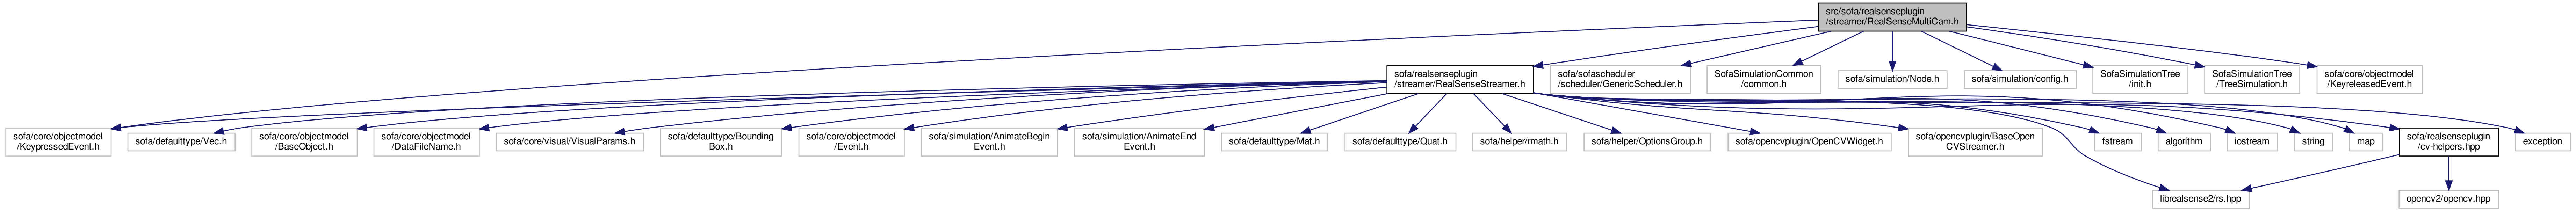 src/sofa/realsenseplugin
/streamer/RealSenseMultiCam.h
sofa/realsenseplugin
/streamer/RealSenseStreamer.h
sofa/sofascheduler
/scheduler/GenericScheduler.h
SofaSimulationCommon
/common.h
sofa/simulation/Node.h
sofa/simulation/config.h
SofaSimulationTree
/init.h
SofaSimulationTree
/TreeSimulation.h
sofa/core/objectmodel
/KeyreleasedEvent.h
sofa/core/objectmodel
/KeypressedEvent.h
sofa/defaulttype/Vec.h
sofa/core/objectmodel
/BaseObject.h
sofa/core/objectmodel
/DataFileName.h
sofa/core/visual/VisualParams.h
sofa/defaulttype/Bounding
Box.h
sofa/core/objectmodel
/Event.h
sofa/simulation/AnimateBegin
Event.h
sofa/simulation/AnimateEnd
Event.h
sofa/defaulttype/Mat.h
sofa/defaulttype/Quat.h
sofa/helper/rmath.h
sofa/helper/OptionsGroup.h
sofa/opencvplugin/OpenCVWidget.h
sofa/opencvplugin/BaseOpen
CVStreamer.h
fstream
algorithm
iostream
string
map
sofa/realsenseplugin
/cv-helpers.hpp
exception
librealsense2/rs.hpp
opencv2/opencv.hpp